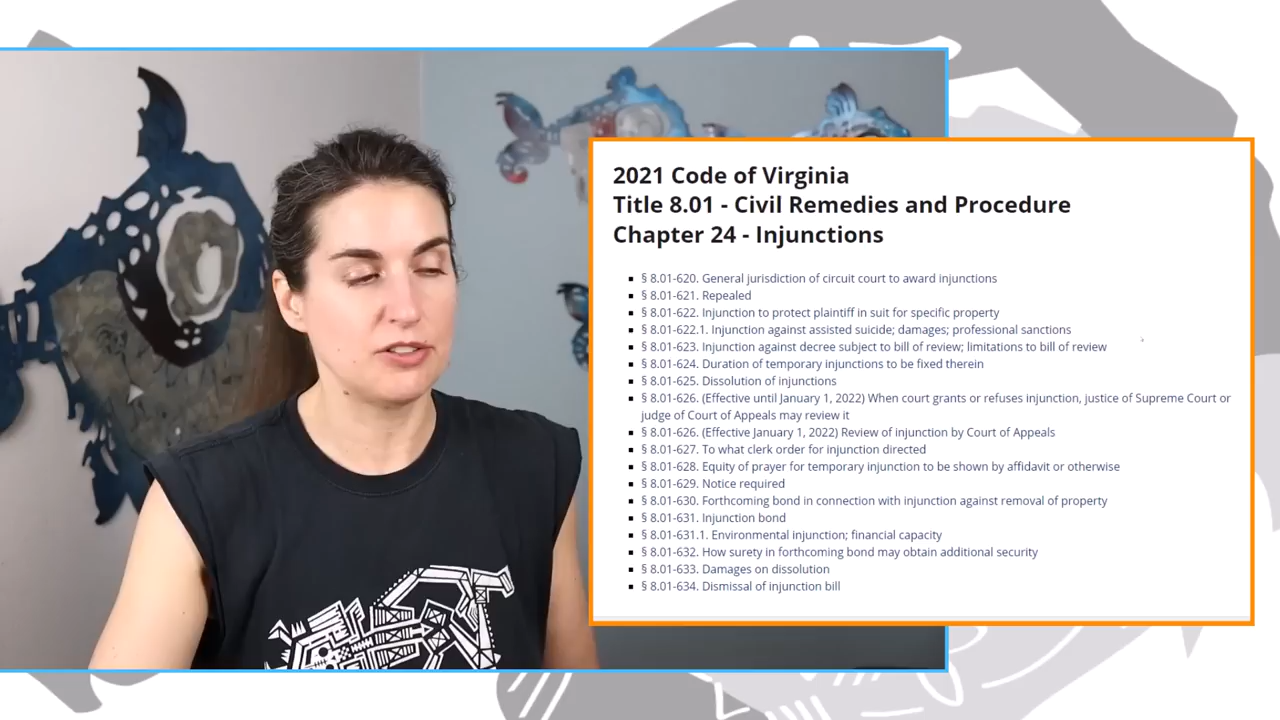 2021 Code of Virginia
Title 8.01 - Civil Remedies and Procedure
Chapter 24 - Injunctions
§ 8.01-620. General jurisdiction of circuit court to award injunctions
§ 8.01-621. Repealed
§ 8.01-622. Injunction to protect plaintiff in suit for specific property
§ 8.01-622.1. Injunction against assisted suicide; damages; professional sanctions
§ 8.01-623. Injunction against decree subject to bill of review; limitations to bill of review
§ 8.01-624. Duration of temporary injunctions to be fixed therein
§ 8.01-625. Dissolution of injunctions
§ 8.01-626. (Effective until January 1, 2022) When court grants or refuses injunction, justice of Supreme Court or
judge of Court of Appeals may review it
§ 8.01-626. (Effective January 1, 2022) Review of injunction by Court of Appeals
§ 8.01-627. To what clerk order for injunction directed
§ 8.01-628. Equity of prayer for temporary injunction to be shown by affidavit or otherwise
§ 8.01-629. Notice required
§ 8.01-630. Forthcoming bond in connection with injunction against removal of property
§ 8.01-631. Injunction bond
§ 8.01-631.1. Environmental injunction; financial capacity
§ 8.01-632. How surety in forthcoming bond may obtain additional security
§ 8.01-633. Damages on dissolution
§ 8.01-634. Dismissal of injunction bill